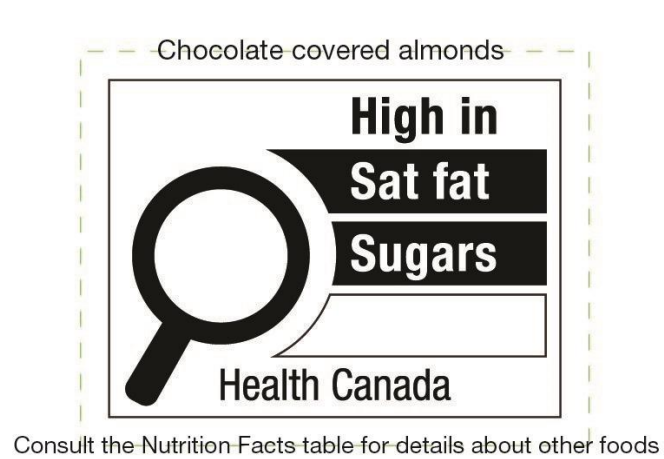 Chocolate covered almonds
High in
Sat fat
Sugars
Health Canada
Consult the Nutrition Facts table for details about other foods